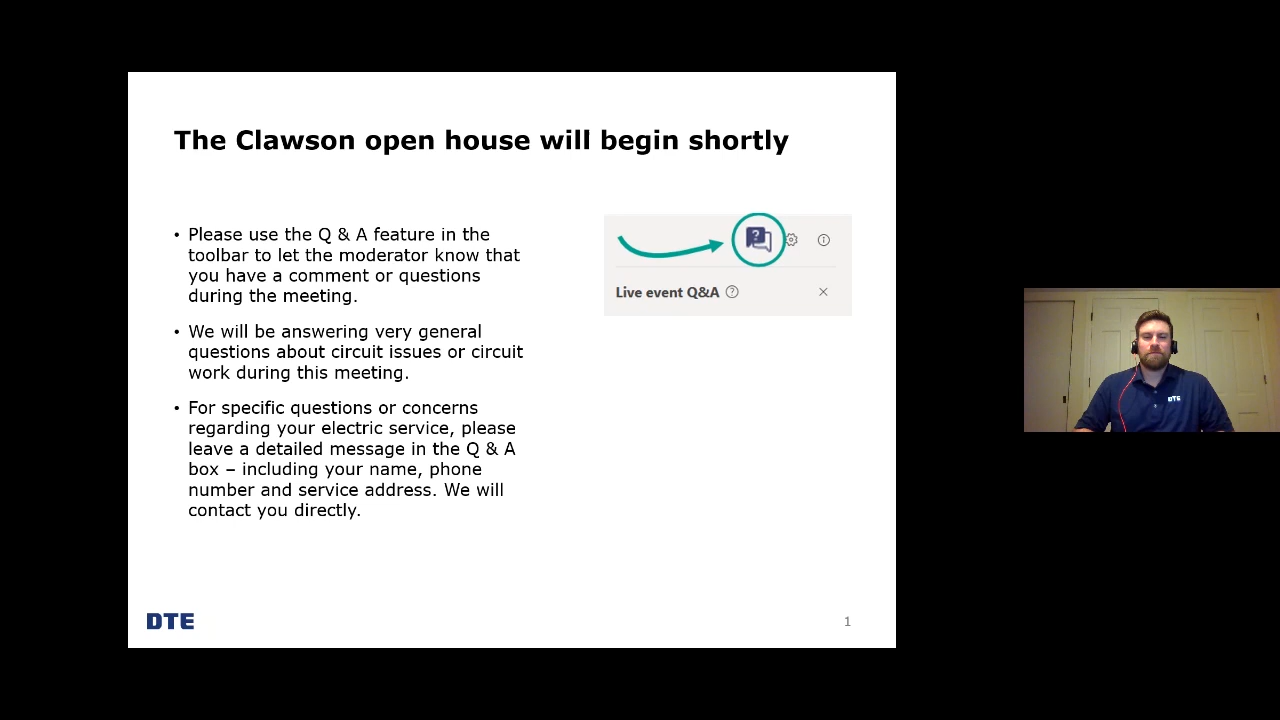 The Clawson open house will begin shortly
• Please use the Q & A feature in the
toolbar to let the moderator know that
you have a comment or questions
during the meeting.
• We will be answering very general
questions about circuit issues or circuit
work during this meeting.
• For specific questions or concerns
regarding your electric service, please
leave a detailed message in the Q & A
box – including your name, phone
number and service address. We will
contact you directly.
Live event Q&A
DTE
1
DTE